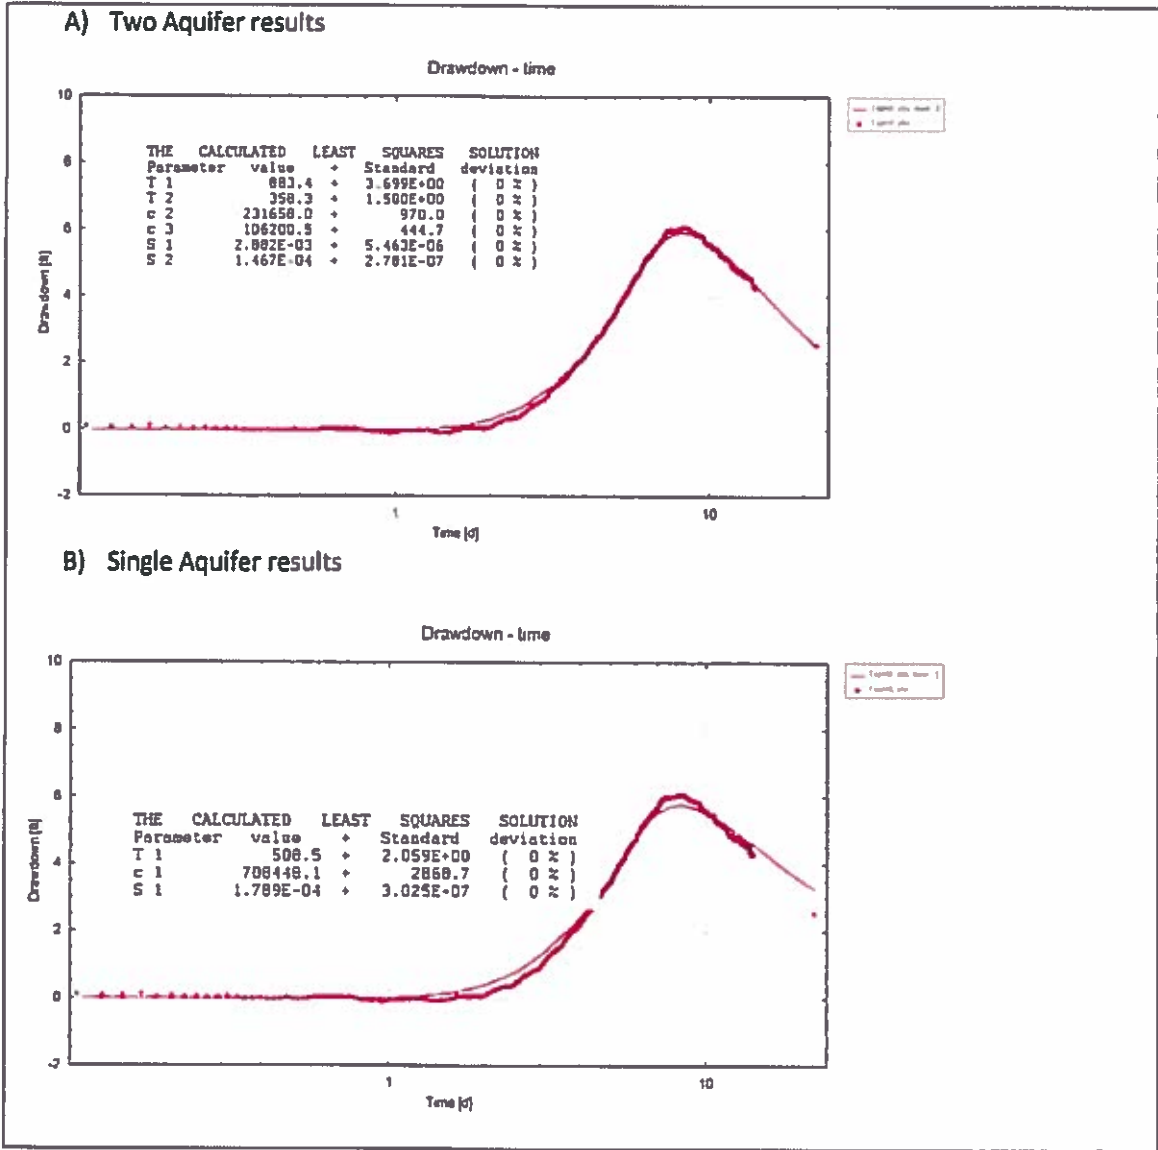 A) Two Aquifer results
Drawdown - time
10
8
6
4
2
0
-2
Drawdown [ft]
THE CALCULATED LEAST SQUARES SOLUTION
Parameter value + Standard deviation
T 1 883.4 + 3.699E+00 ( 0 % )
T 2 358.3 + 1.500E+00 ( 0 % )
c 2 231658.0 + 970.0 ( 0 % )
c 3 106200.5 + 444.7 ( 0 % )
S 1 2.882E-03 + 5.463E-06 ( 0 % )
S 2 1.467E-04 + 2.781E-07 ( 0 % )
1 10
Time [d]
B) Single Aquifer results
Drawdown - time
10
8
6
4
2
0
-2
Drawdown [ft]
THE CALCULATED LEAST SQUARES SOLUTION
Parameter value + Standard deviation
T 1 508.5 + 2.059E+00 ( 0 % )
c 1 708448.1 + 2868.7 ( 0 % )
S 1 1.789E-04 + 3.025E-07 ( 0 % )
1 10
Time [d]